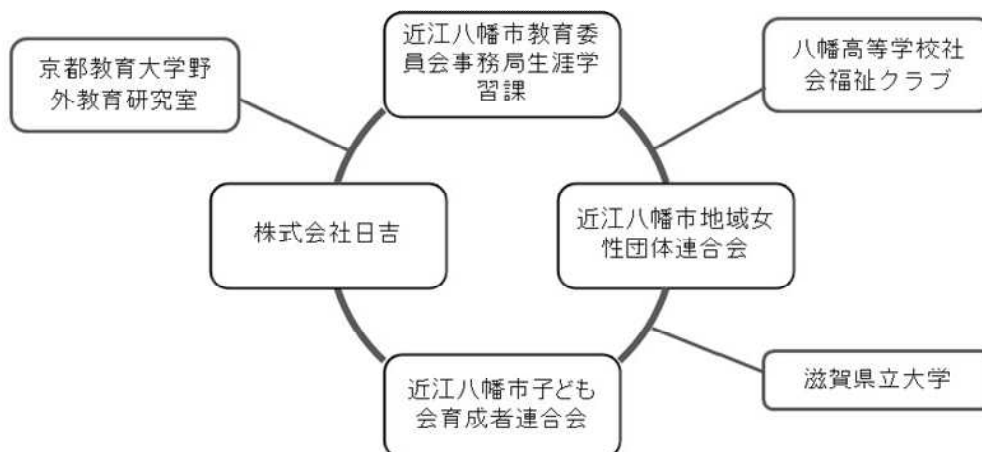 近江八幡市教育委
員会事務局生涯学
習課
京都教育大学野
外教育研究室
八幡高等学校社
会福祉クラブ
株式会社日吉
近江八幡市地域女
性団体連合会
近江八幡市子ども
会育成者連合会
滋賀県立大学